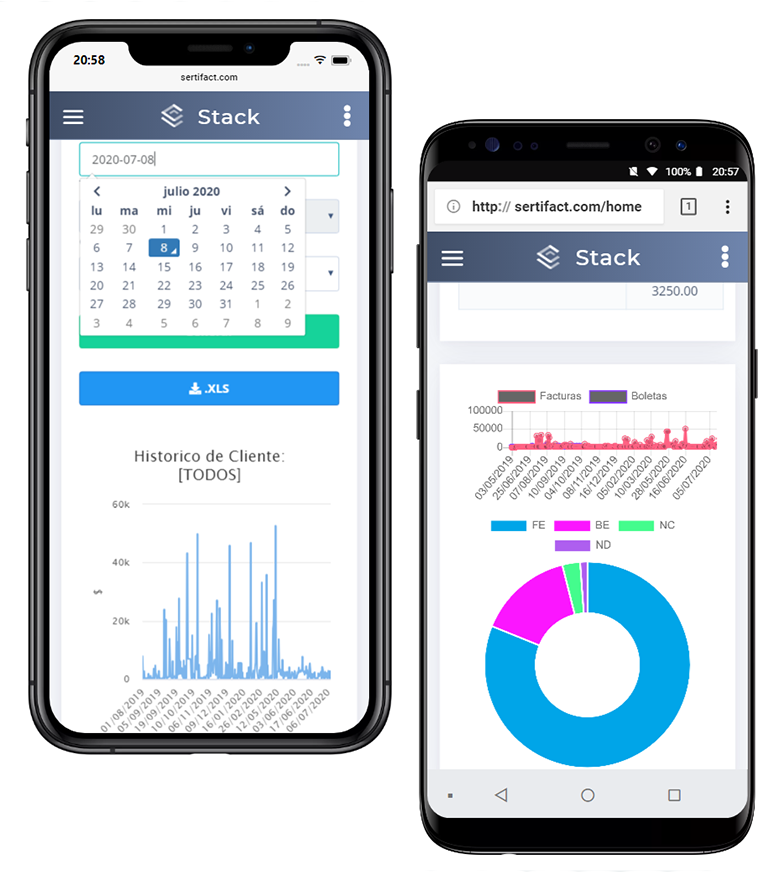 20:58
sertifact.com
Stack
2020-07-08
julio 2020
lu ma mi ju vi sá do
29 30 1 2 3 4 5
6 7 8 9 10 11 12
13 14 15 16 17 18 19
20 21 22 23 24 25 26
27 28 29 30 31 1 2
3 4 5 6 7 8 9
.XLS
Historico de Cliente:
[TODOS]
60k
40k
$
20k
0
01/08/2019
05/09/2019
19/09/2019
10/10/2019
06/11/2019
09/12/2019
16/01/2020
26/02/2020
12/05/2020
03/06/2020
17/06/2020
06/07/2020
100% 20:57
http:// sertifact.com/home
1
Stack
3250.00
Facturas Boletas
100000
50000
0
03/05/2019
25/06/2019
07/08/2019
10/09/2019
04/10/2019
08/11/2019
16/12/2019
05/02/2020
10/03/2020
28/05/2020
16/06/2020
05/07/2020
FE BE NC
ND